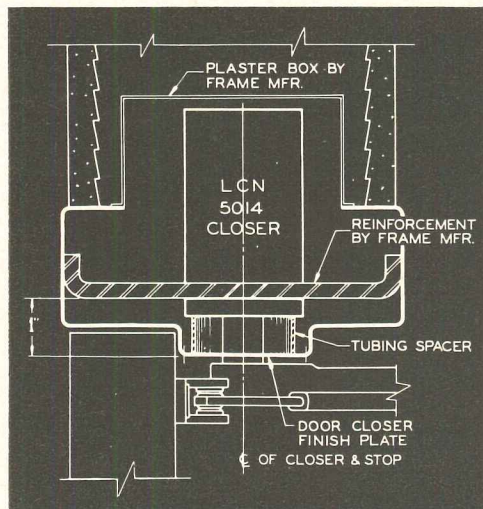 PLASTER BOX BY
FRAME MFR.
LCN
5014
CLOSER
REINFORCEMENT
BY FRAME MFR.
1"
TUBING SPACER
DOOR CLOSER
FINISH PLATE
℄ OF CLOSER & STOP